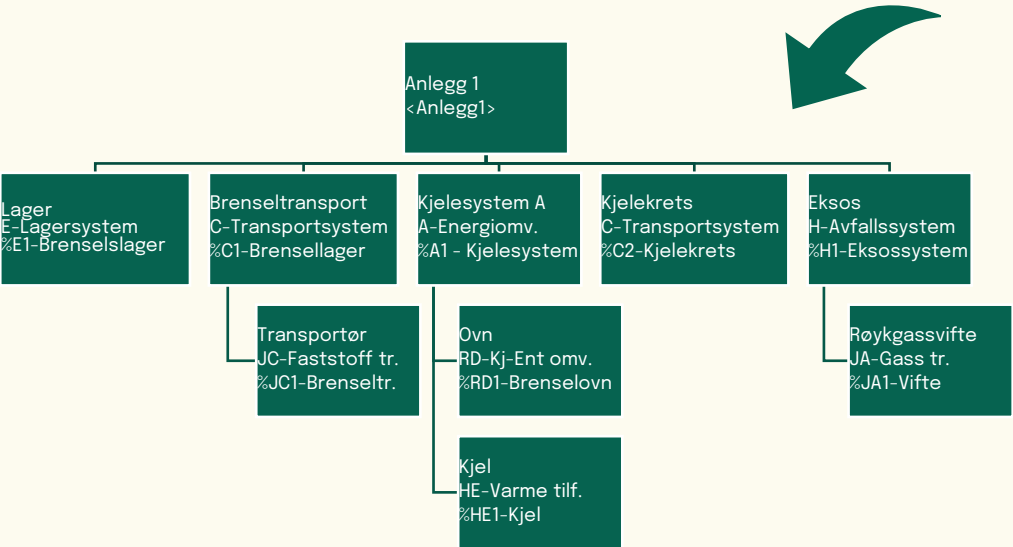 Anlegg 1
<Anlegg1>
Lager
E-Lagersystem
%E1-Brenselslager
Brenseltransport
C-Transportsystem
%C1-Brensellager
Kjelesystem A
A-Energiomv.
%A1 - Kjelesystem
Kjelekrets
C-Transportsystem
%C2-Kjelekrets
Eksos
H-Avfallssystem
%H1-Eksossystem
Transportør
JC-Faststoff tr.
%JC1-Brenseltr.
Ovn
RD-Kj-Ent omv.
%RD1-Brenselovn
Røykgassvifte
JA-Gass tr.
%JA1-Vifte
Kjel
HE-Varme tilf.
%HE1-Kjel